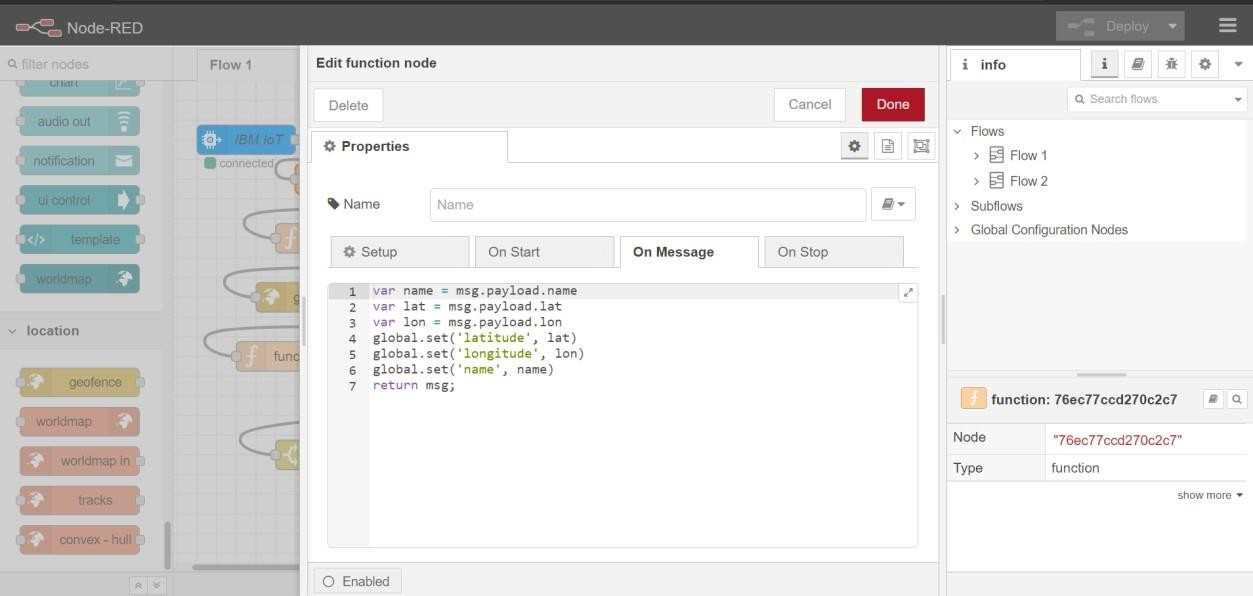 Node-RED
Deploy
filter nodes
chart
audio out
notification
ui control
template
worldmap
location
geofence
worldmap
worldmap in
tracks
convex - hull
Flow 1
IBM IoT
connected
func
Edit function node
Delete
Cancel
Done
Properties
Name
Name
Setup
On Start
On Message
On Stop
1 var name = msg.payload.name
2 var lat = msg.payload.lat
3 var lon = msg.payload.lon
4 global.set('latitude', lat)
5 global.set('longitude', lon)
6 global.set('name', name)
7 return msg;
Enabled
info
Search flows
Flows
Flow 1
Flow 2
Subflows
Global Configuration Nodes
function: 76ec77ccd270c2c7
Node "76ec77ccd270c2c7"
Type function
show more